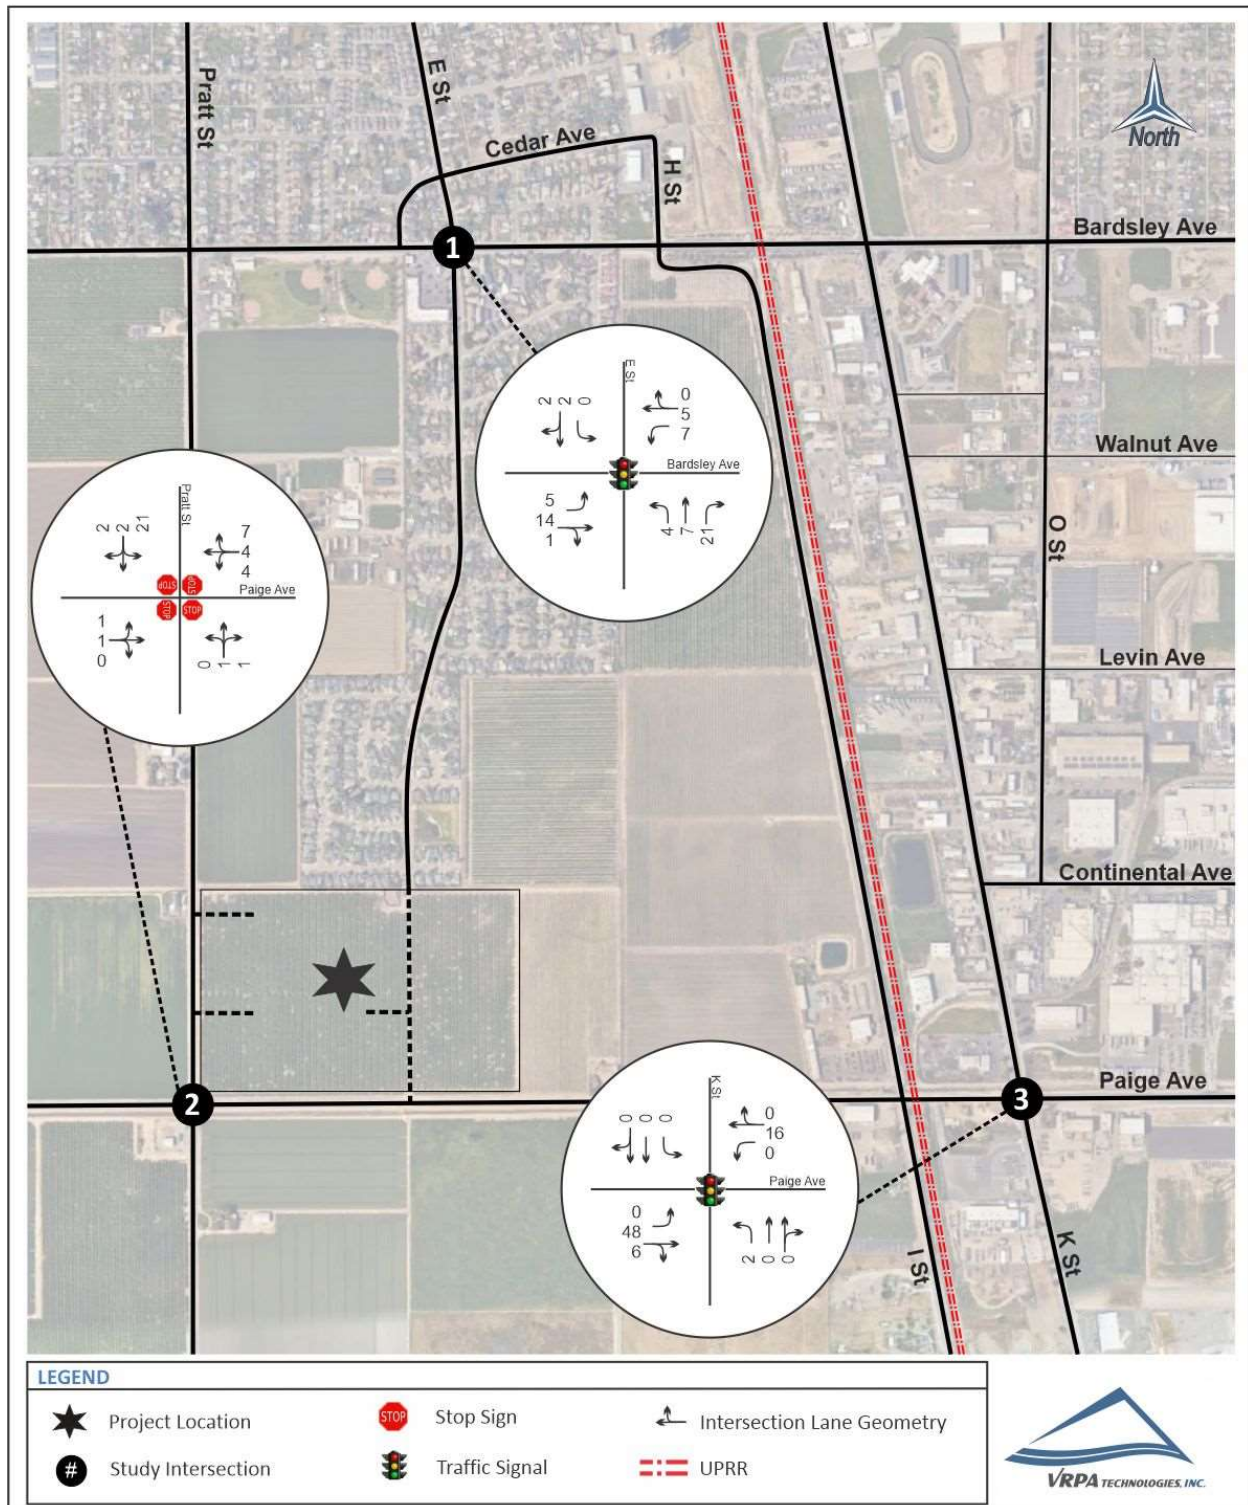 Pratt St
E St
Cedar Ave
H St
North
Bardsley Ave
1
E St
2 2 0
0
5
7
Bardsley Ave
5
14
1
4 7 21
Walnut Ave
O St
Levin Ave
Pratt St
2 2 21
7
4
4
STOP STOP
Paige Ave
STOP STOP
1
1
0
0 1 1
Continental Ave
Paige Ave
2
3
K St
0 0 0
0
16
0
Paige Ave
0
48
6
2 0 0
I St
K St
LEGEND
Project Location
STOP Stop Sign
Intersection Lane Geometry
# Study Intersection
Traffic Signal
UPRR
VRPA TECHNOLOGIES, INC.